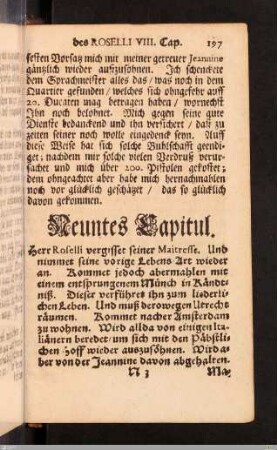 des ROSELLI VIII. Cap. 197
festen Vorsatz mich mit meiner getreuer Jeannine
gäntzlich wieder außzusöhnen. Ich schenckete
dem Sprachmeister alles das / was noch in dem
Quartier gefunden / welches sich ohngefehr auff
20. Ducaten mag betragen haben / wornechst
Ihn noch belohnet. Mich gegen seine gute
Dienste bedanckend und ihn versichert / daß zu
zeiten seiner noch wolle eingedenck seyn. Auff
diese Weise hat sich solche Buhlschafft geendi-
get; nachdem mir solche vielen Verdruß verur-
sachet und mich über 200. Pistolen gekostet;
dem ohngeachtet aber habe mich hernachmahlen
noch vor glücklich geschätzet / das so glücklich
davon gekommen.
Neuntes Capitul.
Herr Roselli vergisset seiner Maitresse. Und
nimmet seine vorige Lebens Art wieder
an. Kommet jedoch abermahlen mit
einem entsprungenem Münch in Kändt-
niß. Dieser verführet ihn zum liederli-
chen Leben. Und muß derowegen Utrecht
räumen. Kommet nacher Amsterdam
zu wohnen. Wird allda von einigen Ita-
liänern beredet / um sich mit den Päbstli-
chen Hoff wieder auszusöhnen. Wird a-
ber von der Jeannine davon abgehalten.
N 3 Ma-